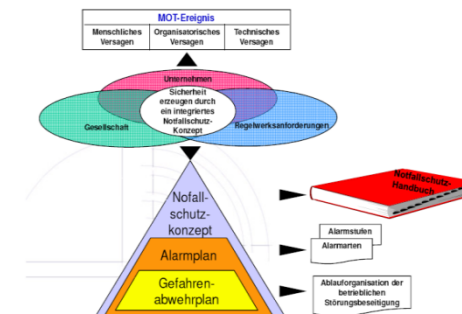 MOT-Ereignis
Menschliches
Versagen
Organisatorisches
Versagen
Technisches
Versagen
Unternehmen
Sicherheit
erzeugen durch
ein integriertes
Notfallschutz-
Konzept
Gesellschaft
Regelwerksanforderungen
Nofall-
schutz-
konzept
Notfallschutz-
Handbuch
Alarmplan
Alarmstufen
Alarmarten
Gefahren-
abwehrplan
Ablauforganisation der
betrieblichen
Störungsbeseitigung